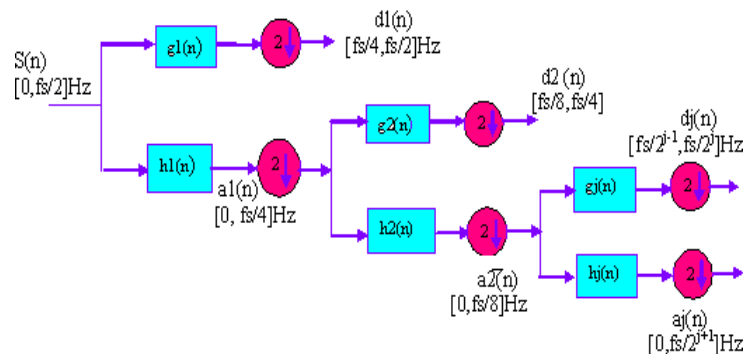 S(n)
[0,fs/2]Hz
g1(n)
2
d1(n)
[fs/4,fs/2]Hz
h1(n)
2
a1(n)
[0, fs/4]Hz
g2(n)
2
d2 (n)
[fs/8,fs/4]
h2(n)
2
a2(n)
[0,fs/8]Hz
gj(n)
2
dj(n)
[fs/2^{j-1},fs/2^{j}]Hz
hj(n)
2
aj(n)
[0,fs/2^{j+1}]Hz